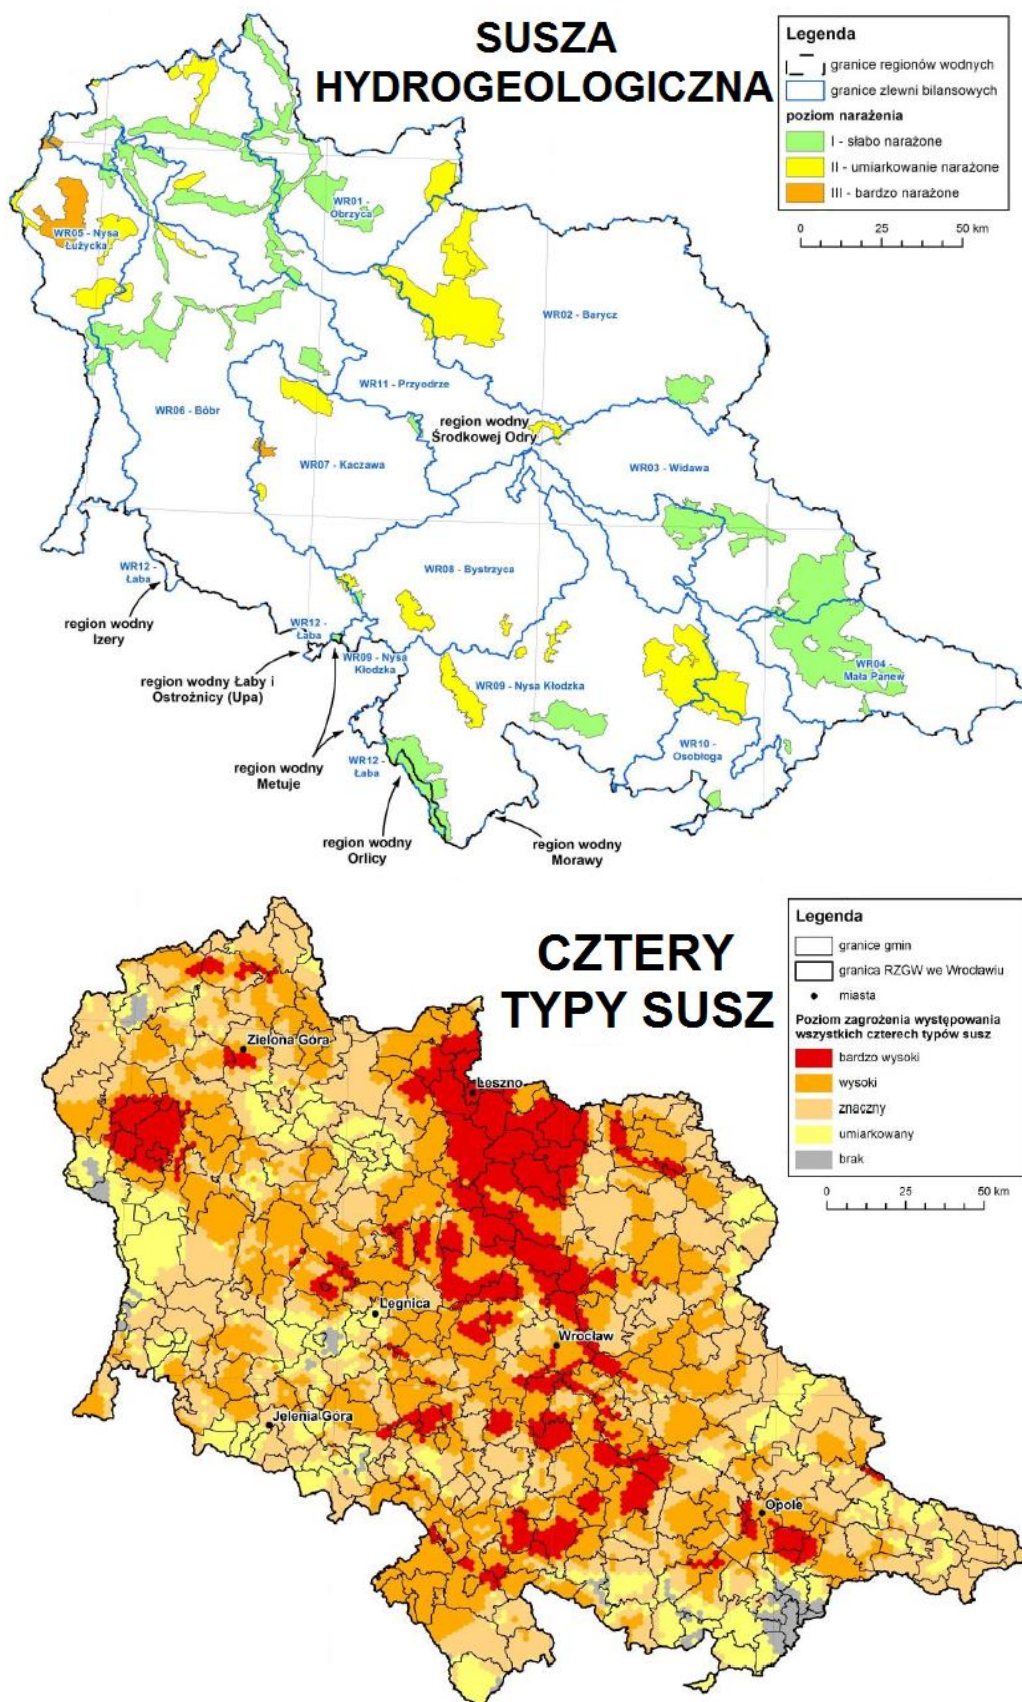 SUSZA
HYDROGEOLOGICZNA
Legenda
granice regionów wodnych
granice zlewni bilansowych
poziom narażenia
I - słabo narażone
II - umiarkowanie narażone
III - bardzo narażone
0 25 50 km
WR01 -
Obrzyca
WR05 - Nysa
Łużycka
WR02 - Barycz
WR11 - Przyodrze
WR06 - Bóbr
region wodny
Środkowej Odry
WR07 - Kaczawa
WR03 - Widawa
WR12 -
Łaba
WR08 - Bystrzyca
region wodny
Izery
WR12 -
Łaba
WR09 - Nysa
Kłodzka
region wodny Łaby i
Ostrożnicy (Upa)
WR09 - Nysa Kłodzka
WR04 -
Mała Panew
WR10 -
Osobłoga
region wodny
Metuje
WR12 -
Łaba
region wodny
Orlicy
region wodny
Morawy
CZTERY
TYPY SUSZ
Legenda
granice gmin
granica RZGW we Wrocławiu
miasta
Poziom zagrożenia występowania
wszystkich czterech typów susz
bardzo wysoki
wysoki
znaczny
umiarkowany
brak
0 25 50 km
Zielona Góra
Leszno
Legnica
Wrocław
Jelenia Góra
Opole